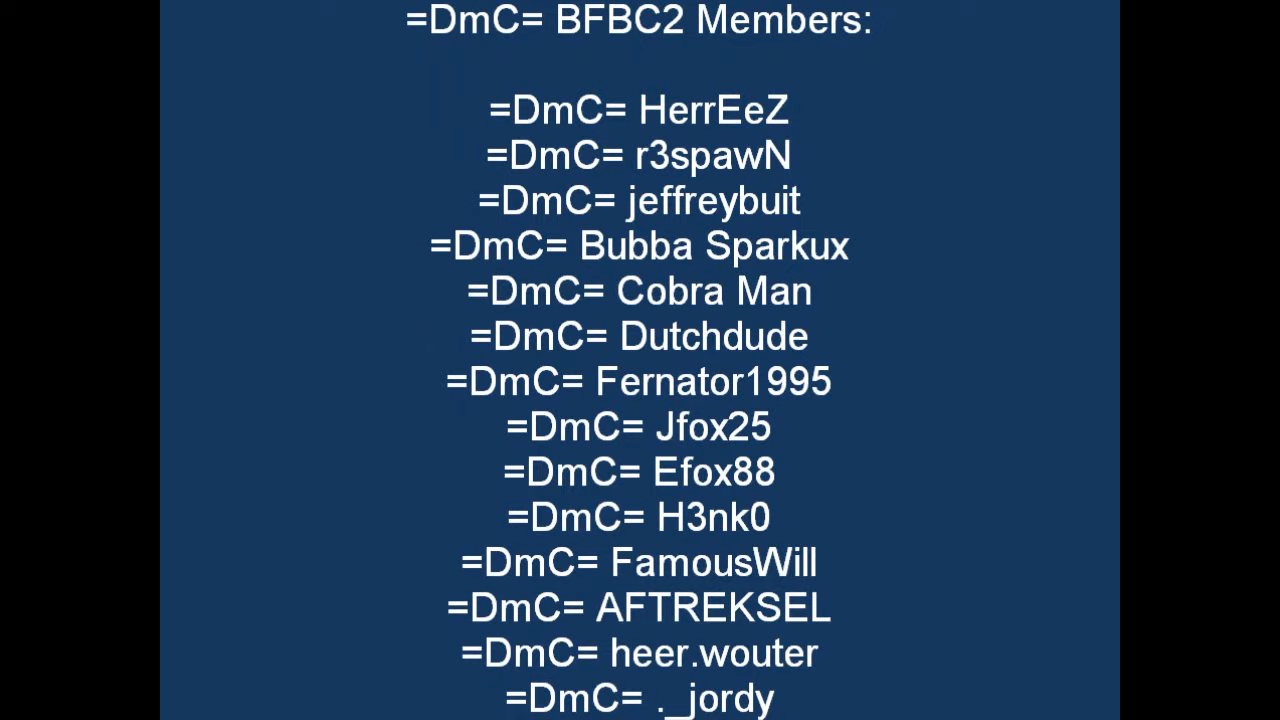 =DmC= BFBC2 Members:
=DmC= HerrEeZ
=DmC= r3spawN
=DmC= jeffreybuit
=DmC= Bubba Sparkux
=DmC= Cobra Man
=DmC= Dutchdude
=DmC= Fernator1995
=DmC= Jfox25
=DmC= Efox88
=DmC= H3nk0
=DmC= FamousWill
=DmC= AFTREKSEL
=DmC= heer.wouter
=DmC= ._jordy